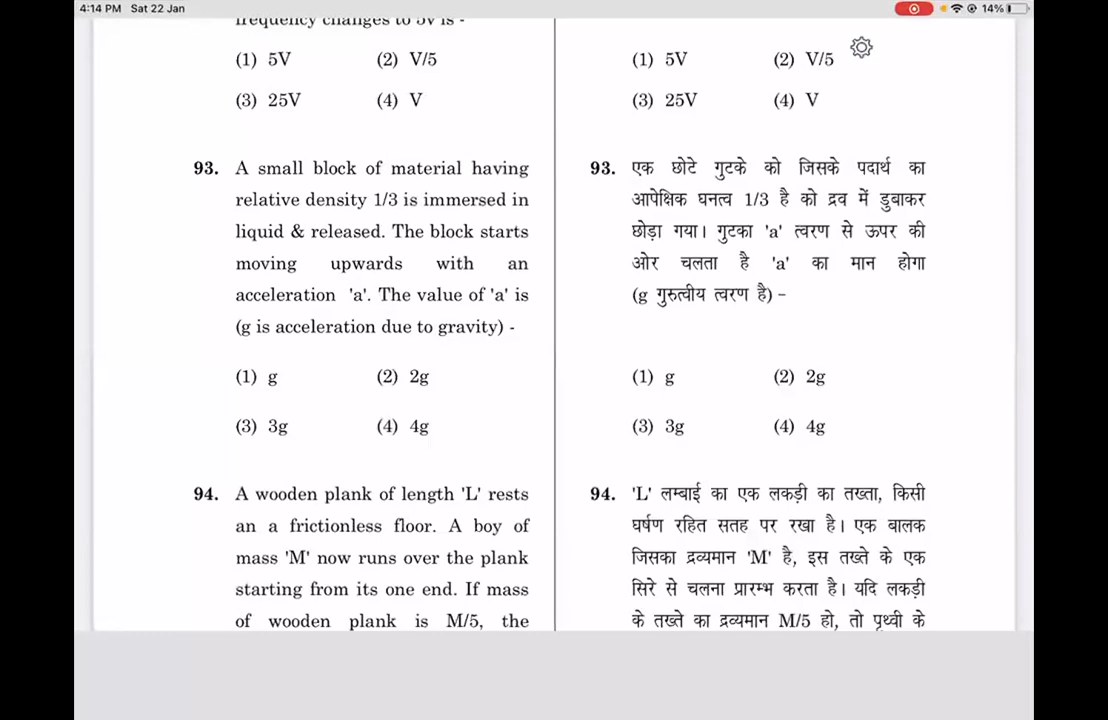 4:14 PM Sat 22 Jan
14%
frequency changes to 5V is -
(1) 5V (2) V/5
(3) 25V (4) V
93. A small block of material having
relative density 1/3 is immersed in
liquid & released. The block starts
moving upwards with an
acceleration 'a'. The value of 'a' is
(g is acceleration due to gravity) -
(1) g (2) 2g
(3) 3g (4) 4g
94. A wooden plank of length 'L' rests
an a frictionless floor. A boy of
mass 'M' now runs over the plank
starting from its one end. If mass
of wooden plank is M/5, the
(1) 5V (2) V/5
(3) 25V (4) V
93. एक छोटे गुटके को जिसके पदार्थ का
आपेक्षिक घनत्व 1/3 है को द्रव में डुबाकर
छोड़ा गया। गुटका 'a' त्वरण से ऊपर की
ओर चलता है 'a' का मान होगा
(g गुरुत्वीय त्वरण है) -
(1) g (2) 2g
(3) 3g (4) 4g
94. 'L' लम्बाई का एक लकड़ी का तख्ता, किसी
घर्षण रहित सतह पर रखा है। एक बालक
जिसका द्रव्यमान 'M' है, इस तख्ते के एक
सिरे से चलना प्रारम्भ करता है। यदि लकड़ी
के तख्ते का द्रव्यमान M/5 हो, तो पृथ्वी के